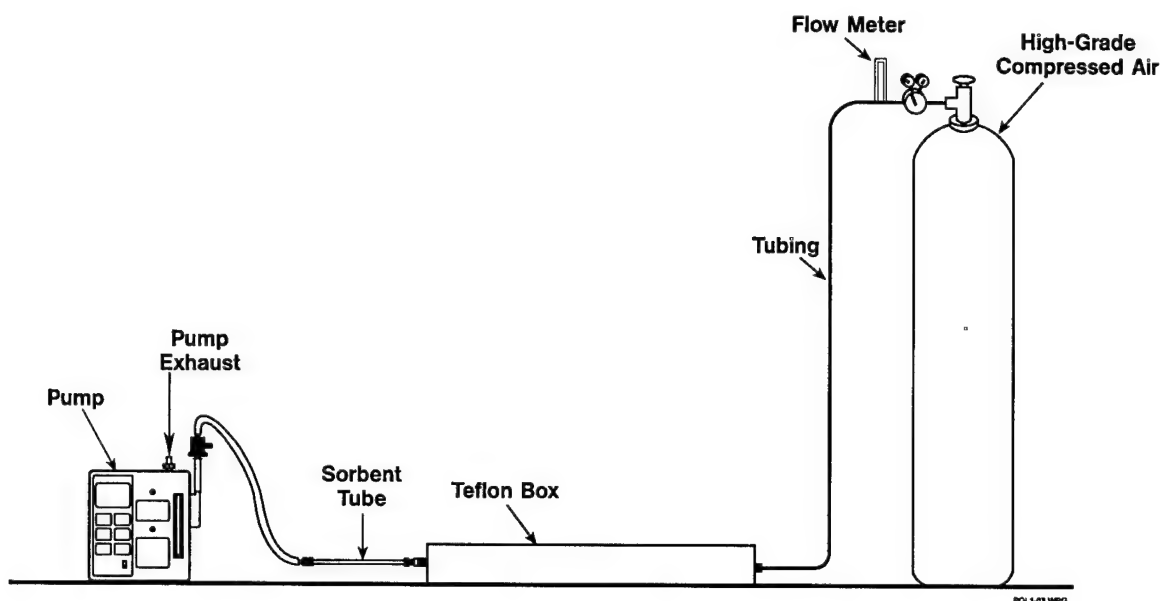 Flow Meter
High-Grade
Compressed Air
Tubing
Pump
Exhaust
Pump
Sorbent
Tube
Teflon Box